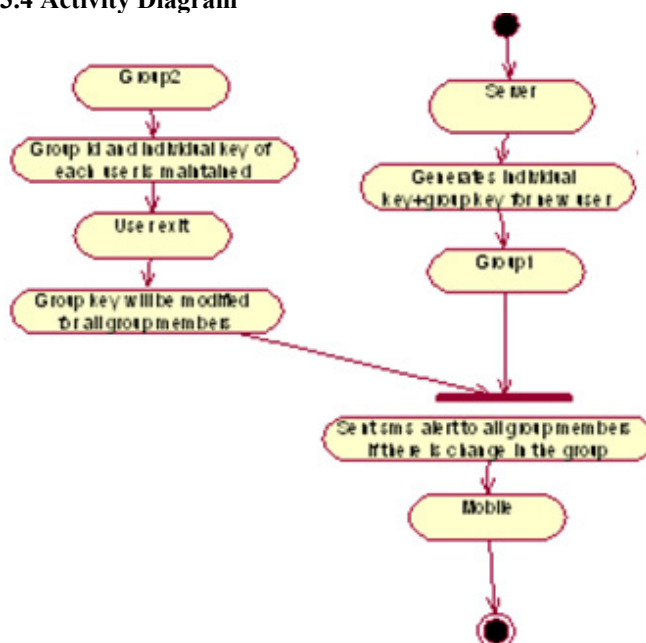 5.4 Activity Diagram
Group2
Group id and individual key of
each user is maintained
User exit
Group key will be modified
for all group members
Server
Generates individual
key+group key for new user
Group1
Sent sms alert to all group members
if there is change in the group
Mobile